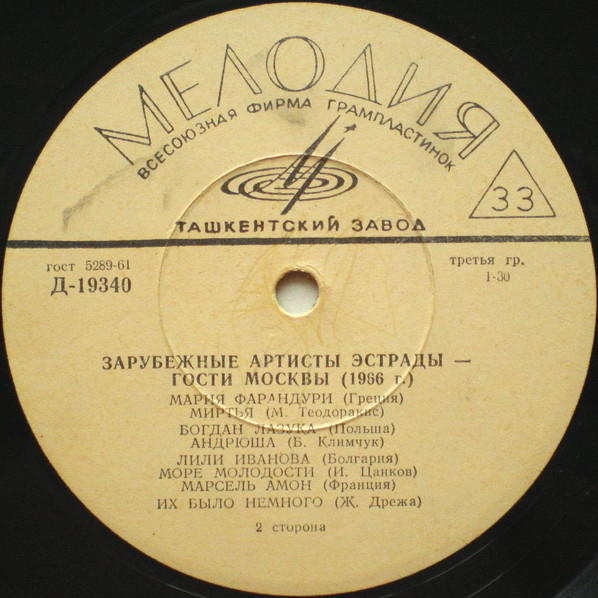 МЕЛОДИЯ
ВСЕСОЮЗНАЯ ФИРМА ГРАМПЛАСТИНОК
33
ТАШКЕНТСКИЙ ЗАВОД
гост 5289-61
Д-19340
третья гр.
1-30
ЗАРУБЕЖНЫЕ АРТИСТЫ ЭСТРАДЫ —
ГОСТИ МОСКВЫ (1966 г.)
МАРИЯ ФАРАНДУРИ (Греция)
МИРТЬЯ (М. Теодоракис)
БОГДАН ЛАЗУКА (Польша)
АНДРЮША (Б. Климчук)
ЛИЛИ ИВАНОВА (Болгария)
МОРЕ МОЛОДОСТИ (И. Цанков)
МАРСЕЛЬ АМОН (Франция)
ИХ БЫЛО НЕМНОГО (Ж. Дрежа)
2 сторона